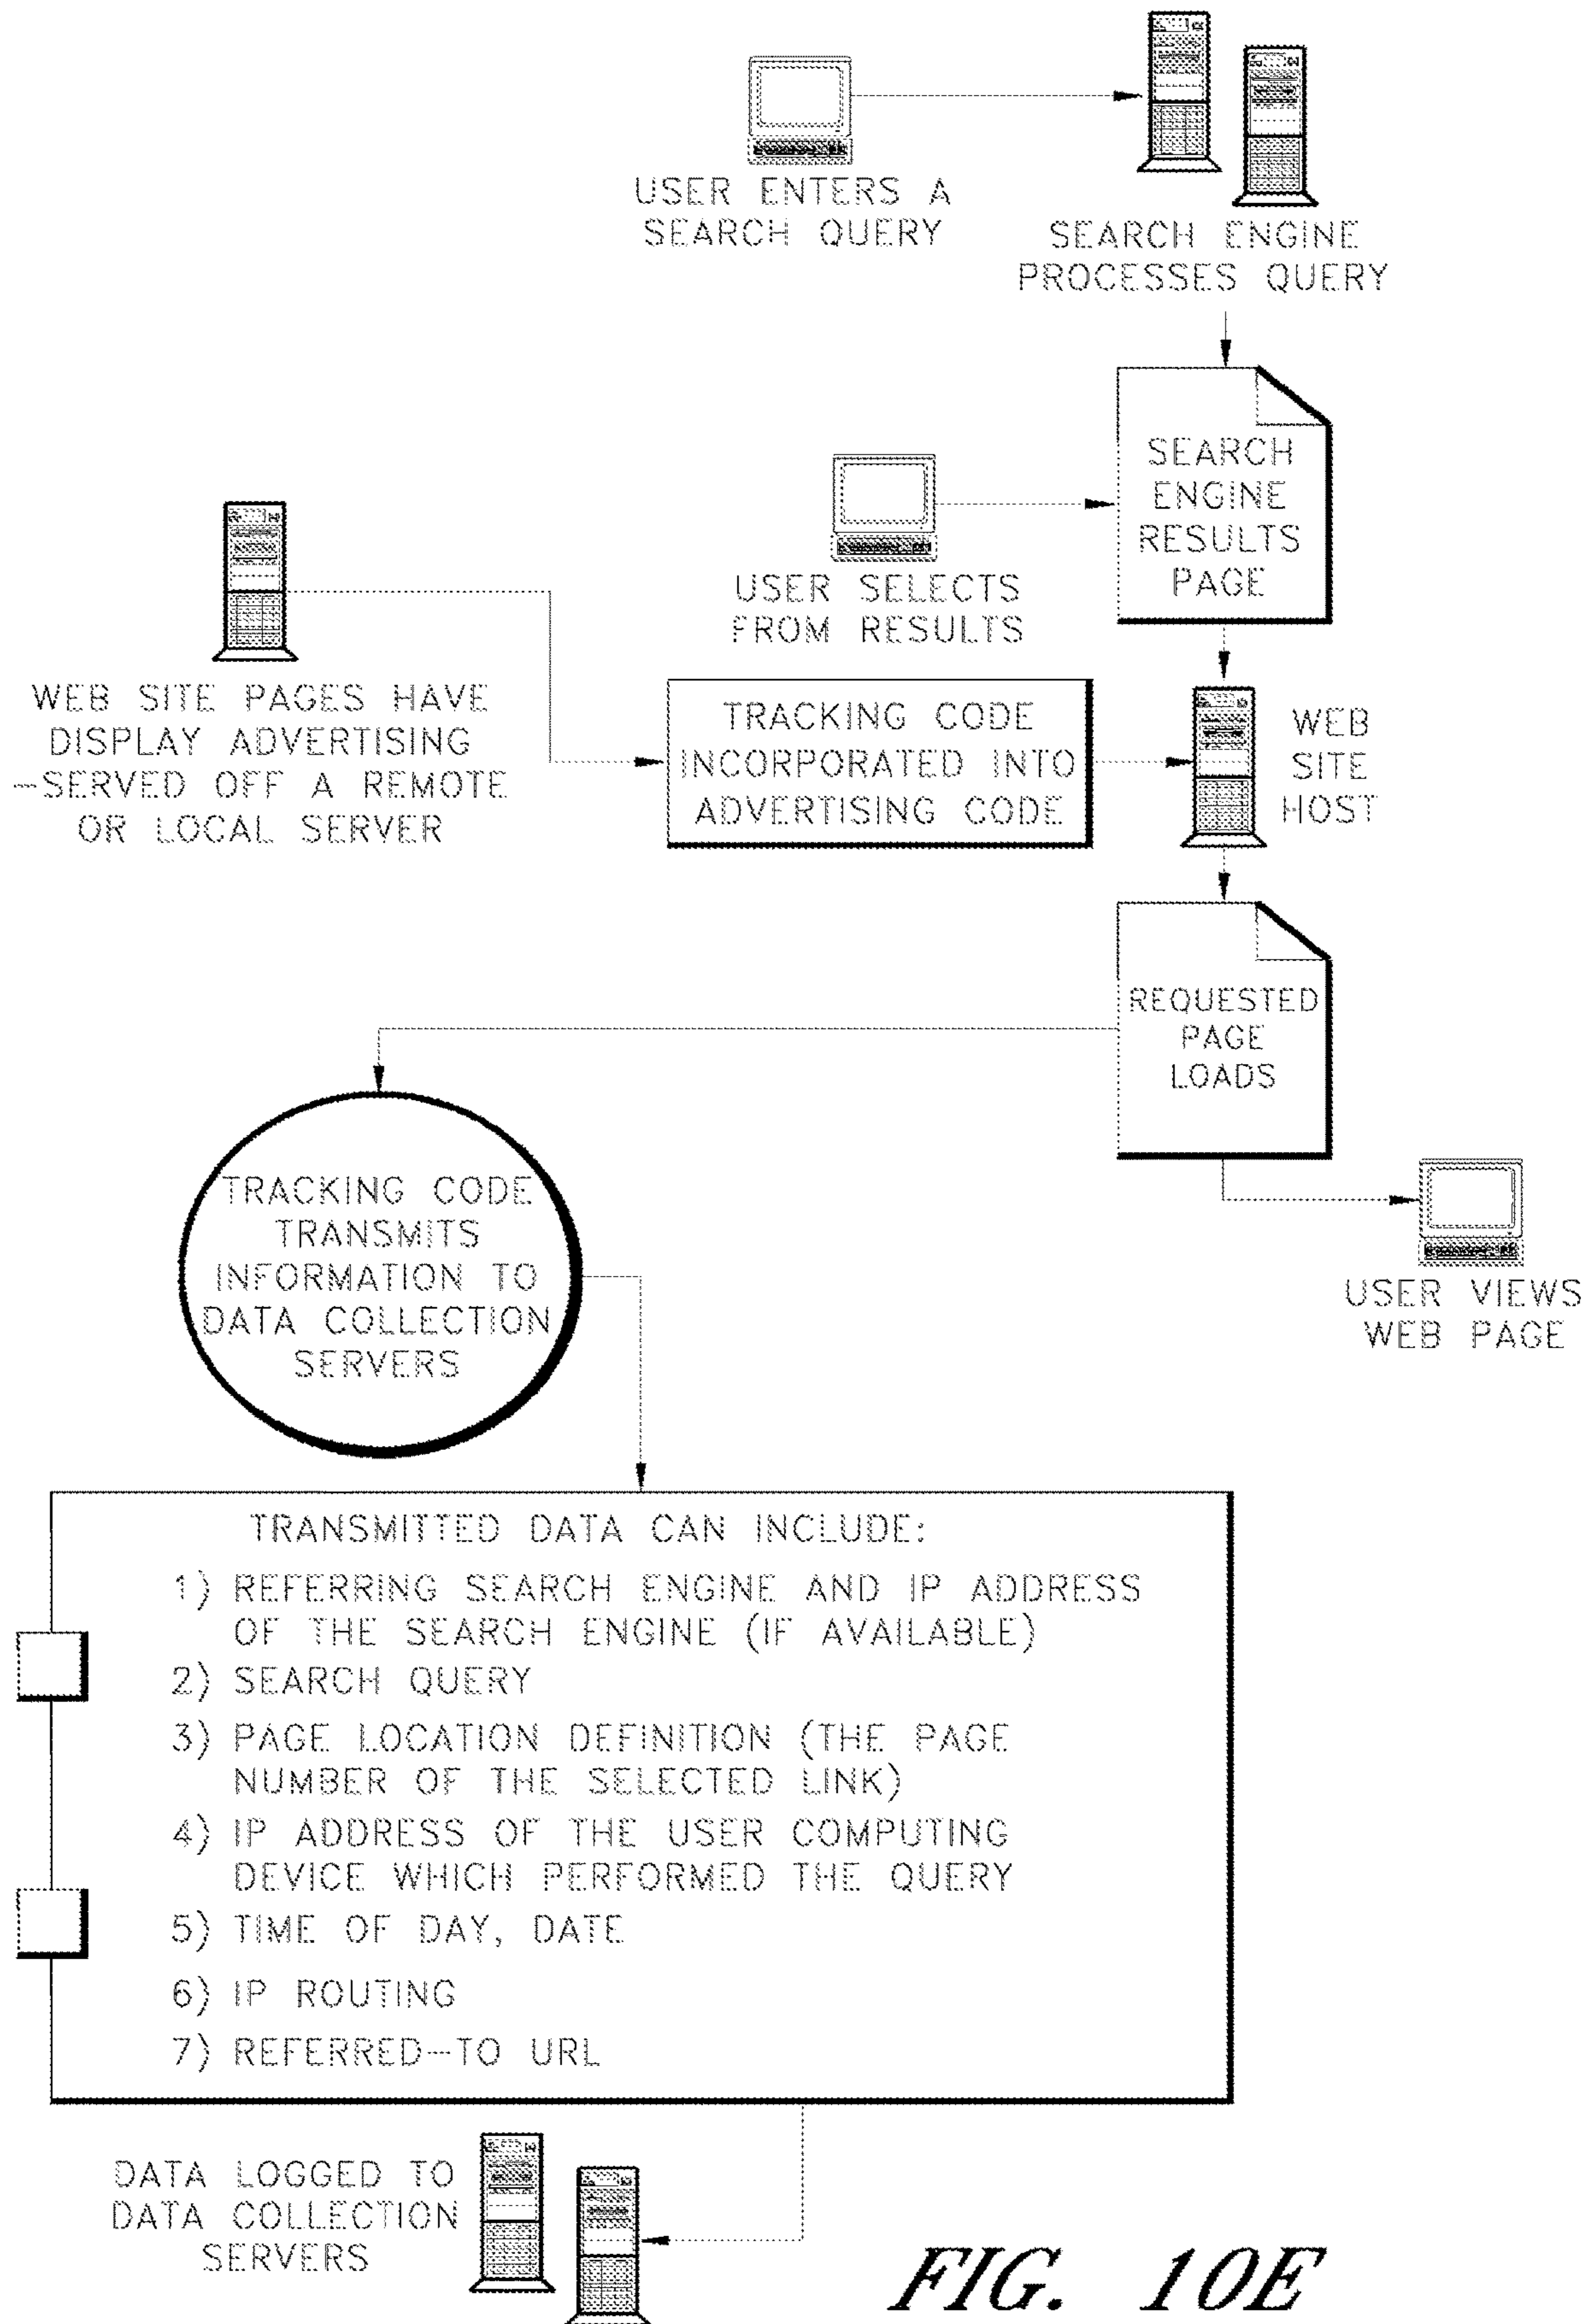 USER ENTERS A
SEARCH QUERY
SEARCH ENGINE
PROCESSES QUERY
SEARCH
ENGINE
RESULTS
PAGE
USER SELECTS
FROM RESULTS
WEB SITE PAGES HAVE
DISPLAY ADVERTISING
-SERVED OFF A REMOTE
OR LOCAL SERVER
TRACKING CODE
INCORPORATED INTO
ADVERTISING CODE
WEB
SITE
HOST
REQUESTED
PAGE
LOADS
TRACKING CODE
TRANSMITS
INFORMATION TO
DATA COLLECTION
SERVERS
USER VIEWS
WEB PAGE
TRANSMITTED DATA CAN INCLUDE:
1) REFERRING SEARCH ENGINE AND IP ADDRESS
OF THE SEARCH ENGINE (IF AVAILABLE)
2) SEARCH QUERY
3) PAGE LOCATION DEFINITION (THE PAGE
NUMBER OF THE SELECTED LINK)
4) IP ADDRESS OF THE USER COMPUTING
DEVICE WHICH PERFORMED THE QUERY
5) TIME OF DAY, DATE
6) IP ROUTING
7) REFERRED-TO URL
DATA LOGGED TO
DATA COLLECTION
SERVERS
FIG. 10E